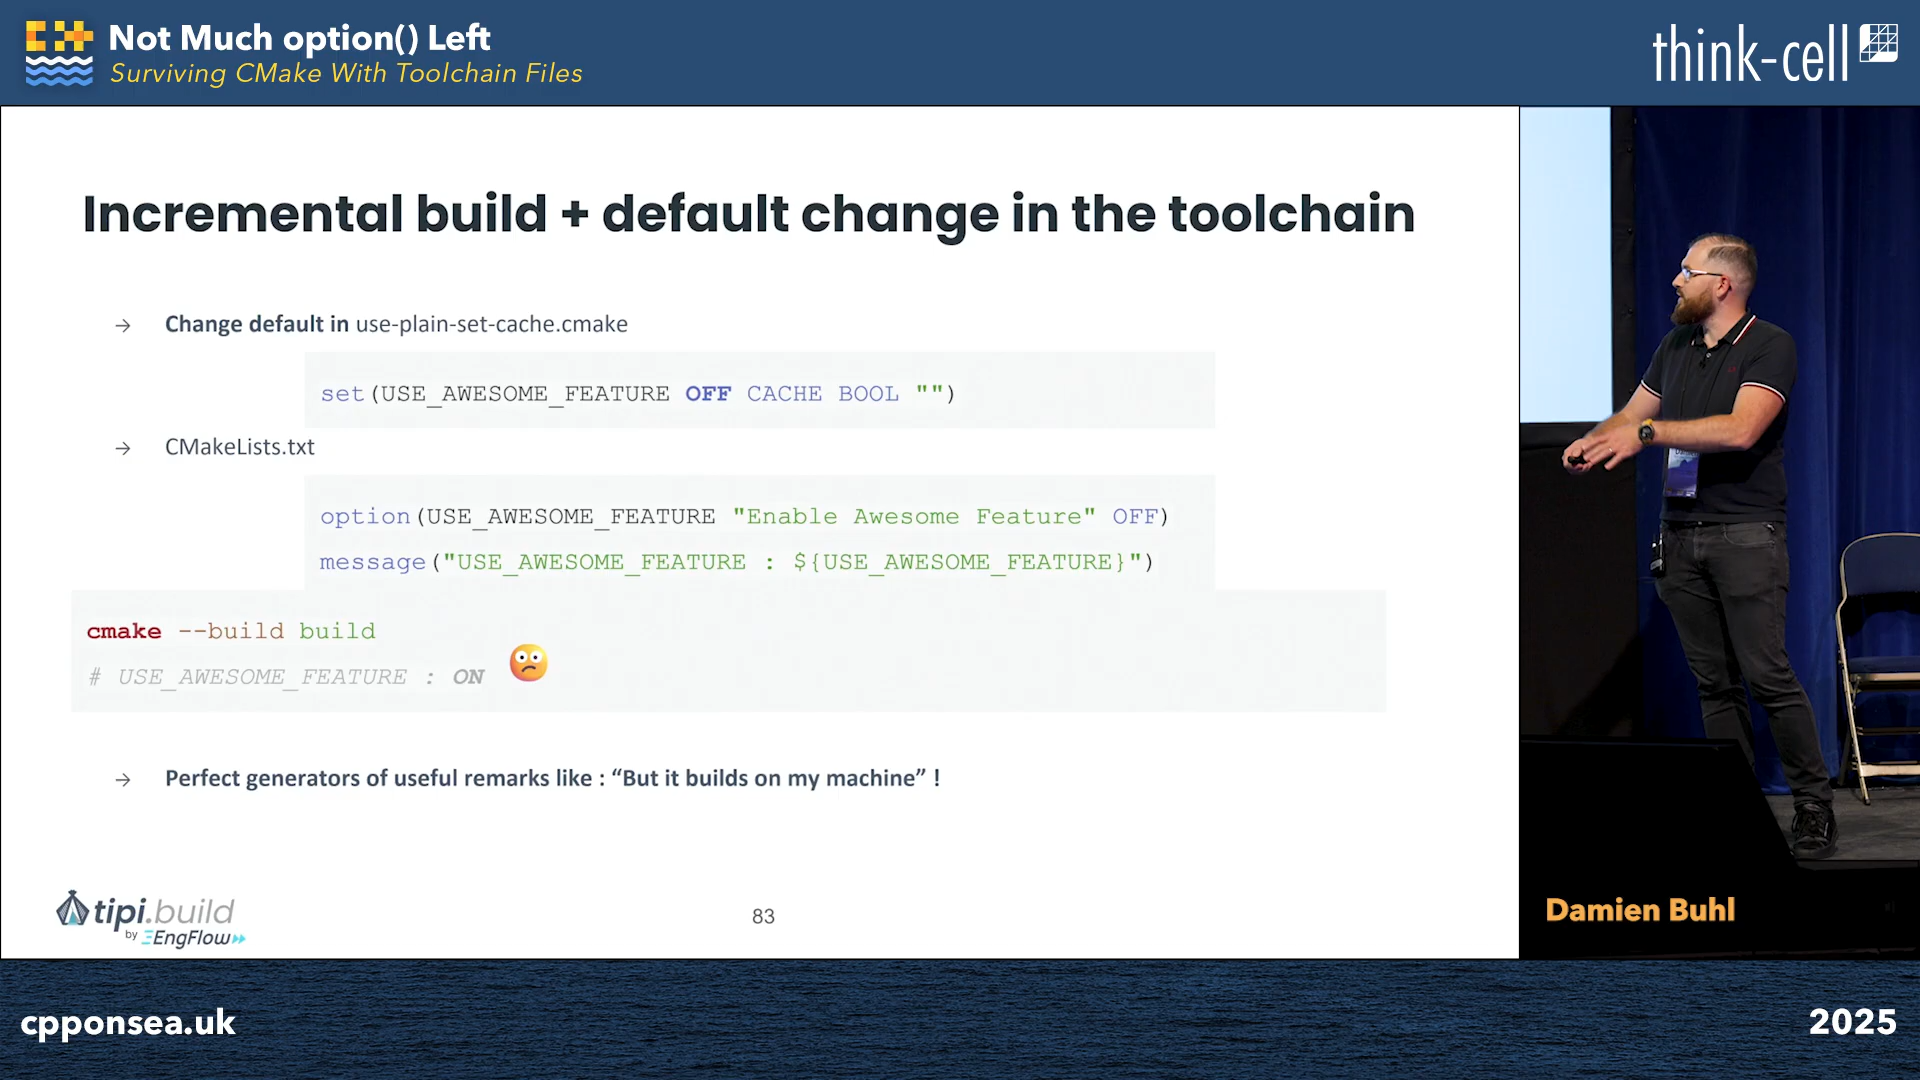 Not Much option() Left
Surviving CMake With Toolchain Files
think-cell
Incremental build + default change in the toolchain
→ Change default in use-plain-set-cache.cmake
set(USE_AWESOME_FEATURE OFF CACHE BOOL "")
→ CMakeLists.txt
option(USE_AWESOME_FEATURE "Enable Awesome Feature" OFF)
message("USE_AWESOME_FEATURE : ${USE_AWESOME_FEATURE}")
cmake --build build
# USE_AWESOME_FEATURE : ON
→ Perfect generators of useful remarks like : “But it builds on my machine” !
tipi.build
by EngFlow
83
Damien Buhl
cpponsea.uk
2025